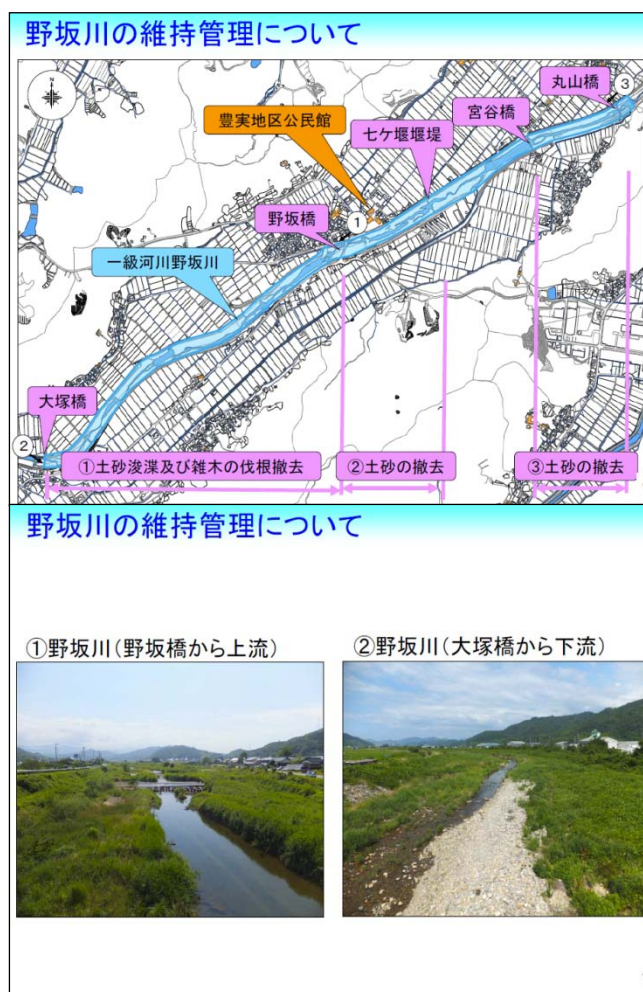 野坂川の維持管理について
N
丸山橋
③
宮谷橋
豊実地区公民館
七ケ堰堰堤
①
野坂橋
一級河川野坂川
大塚橋
②
①土砂浚渫及び雑木の伐根撤去
②土砂の撤去
③土砂の撤去
野坂川の維持管理について
①野坂川(野坂橋から上流)
②野坂川(大塚橋から下流)